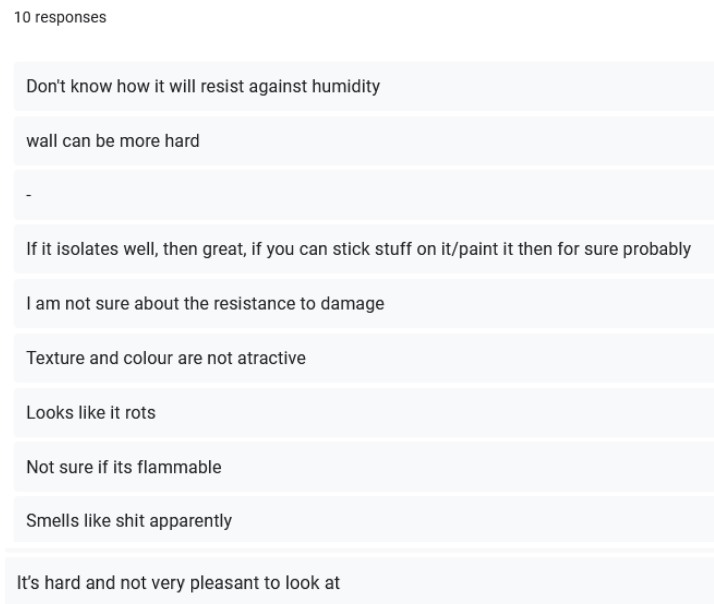 10 responses
Don't know how it will resist against humidity
wall can be more hard
-
If it isolates well, then great, if you can stick stuff on it/paint it then for sure probably
I am not sure about the resistance to damage
Texture and colour are not atractive
Looks like it rots
Not sure if its flammable
Smells like shit apparently
It's hard and not very pleasant to look at